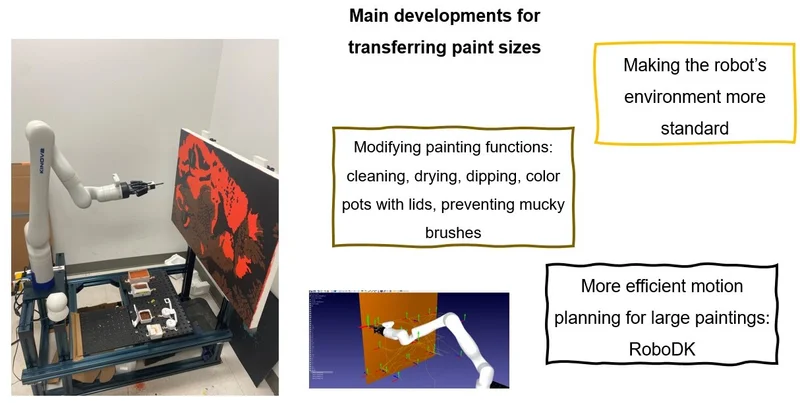 Main developments for
transferring paint sizes
Making the robot's
environment more
standard
Modifying painting functions:
cleaning, drying, dipping, color
pots with lids, preventing mucky
brushes
More efficient motion
planning for large paintings:
RoboDK